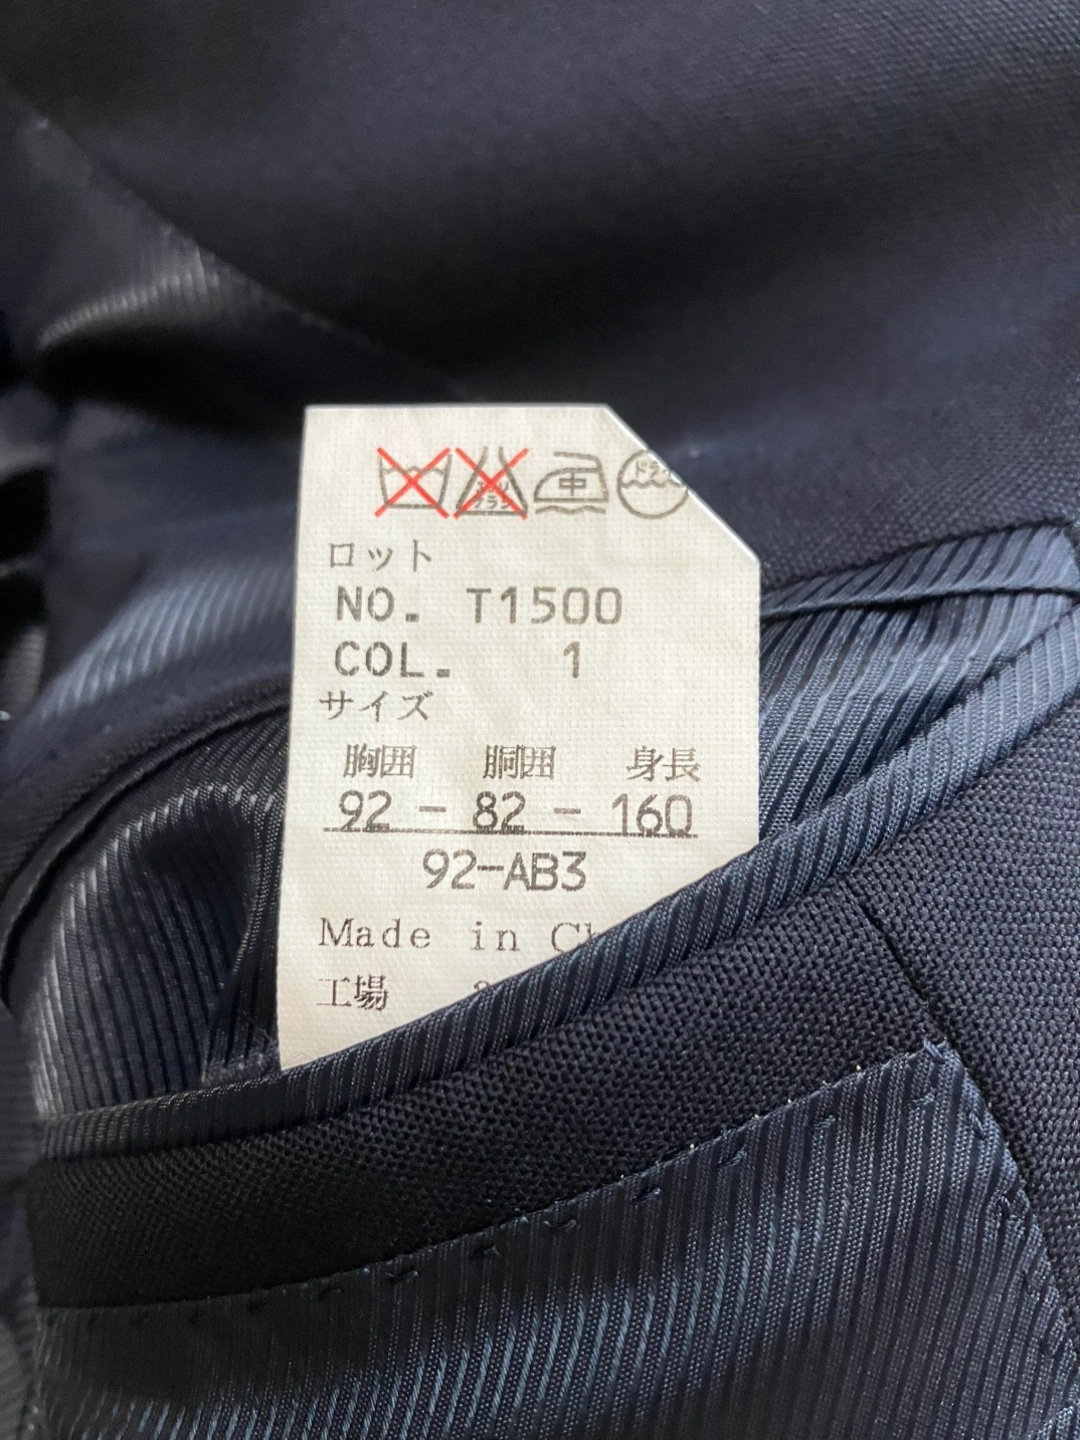 中
ロット
NO. T1500
COL. 1
サイズ
胸囲 胴囲 身長
92 - 82 - 160
92-AB3
Made in
工場